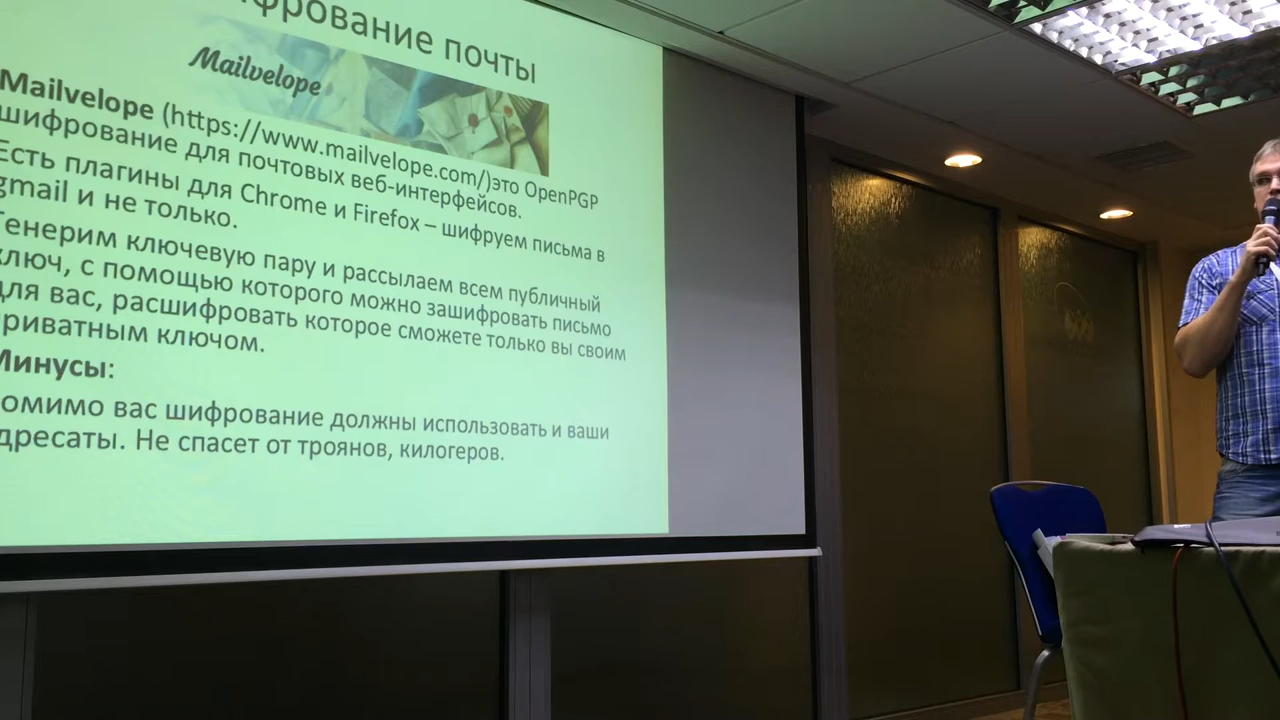 фрование почты
Mailvelope
Mailvelope (https://www.mailvelope.com/)это OpenPGP
шифрование для почтовых веб-интерфейсов.
Есть плагины для Chrome и Firefox – шифруем письма в
gmail и не только.
Генерим ключевую пару и рассылаем всем публичный
ключ, с помощью которого можно зашифровать письмо
для вас, расшифровать которое сможете только вы своим
приватным ключом.
Минусы:
омимо вас шифрование должны использовать и ваши
дресаты. Не спасет от троянов, килогеров.